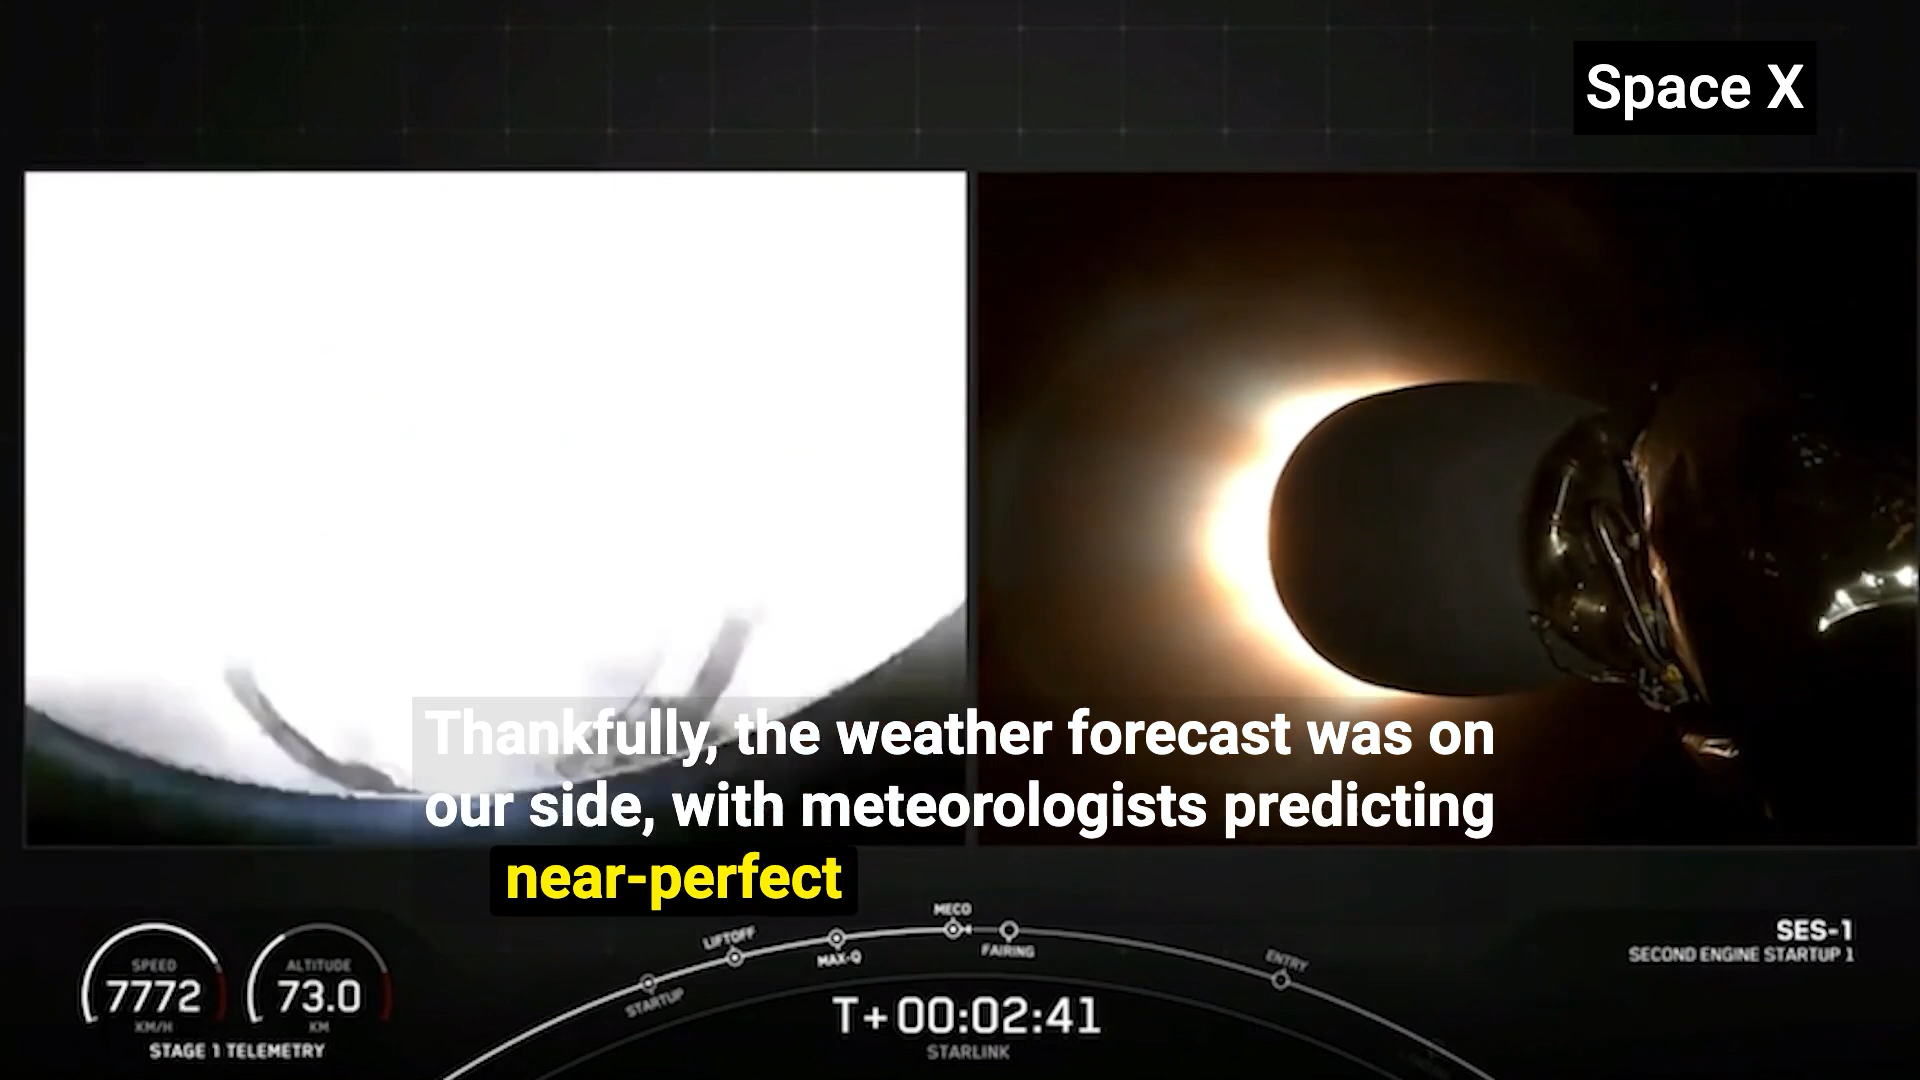 Space X
Thankfully, the weather forecast was on
our side, with meteorologists predicting
near-perfect
SPEED
7772
KM/H
ALTITUDE
73.0
KM
STAGE 1 TELEMETRY
STARTUP
LIFTOFF
MAX-Q
MECO
FAIRING
ENTRY
T+00:02:41
STARLINK
SES-1
SECOND ENGINE STARTUP 1